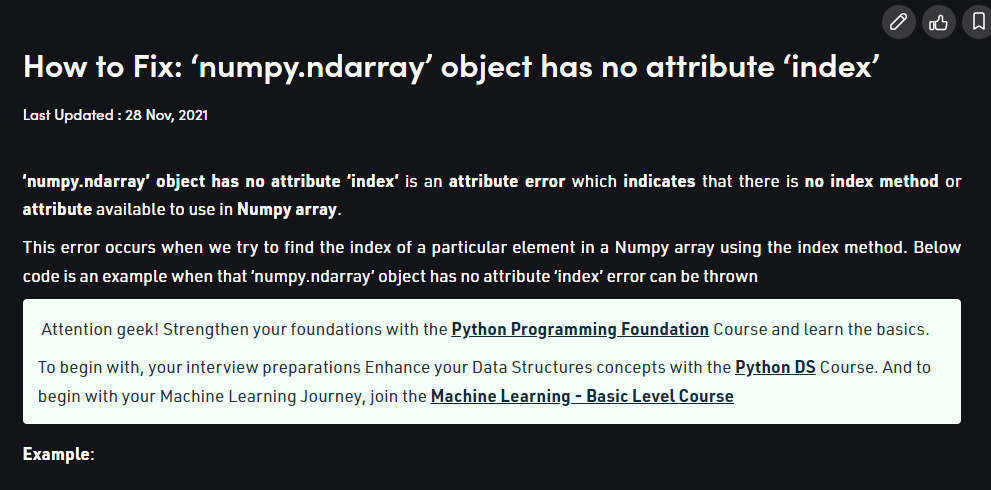 How to Fix: ‘numpy.ndarray’ object has no attribute ‘index’
Last Updated : 28 Nov, 2021
‘numpy.ndarray’ object has no attribute ‘index’ is an attribute error which indicates that there is no index method or
attribute available to use in Numpy array.
This error occurs when we try to find the index of a particular element in a Numpy array using the index method. Below
code is an example when that ‘numpy.ndarray’ object has no attribute ‘index’ error can be thrown
Attention geek! Strengthen your foundations with the Python Programming Foundation Course and learn the basics.
To begin with, your interview preparations Enhance your Data Structures concepts with the Python DS Course. And to
begin with your Machine Learning Journey, join the Machine Learning - Basic Level Course
Example: